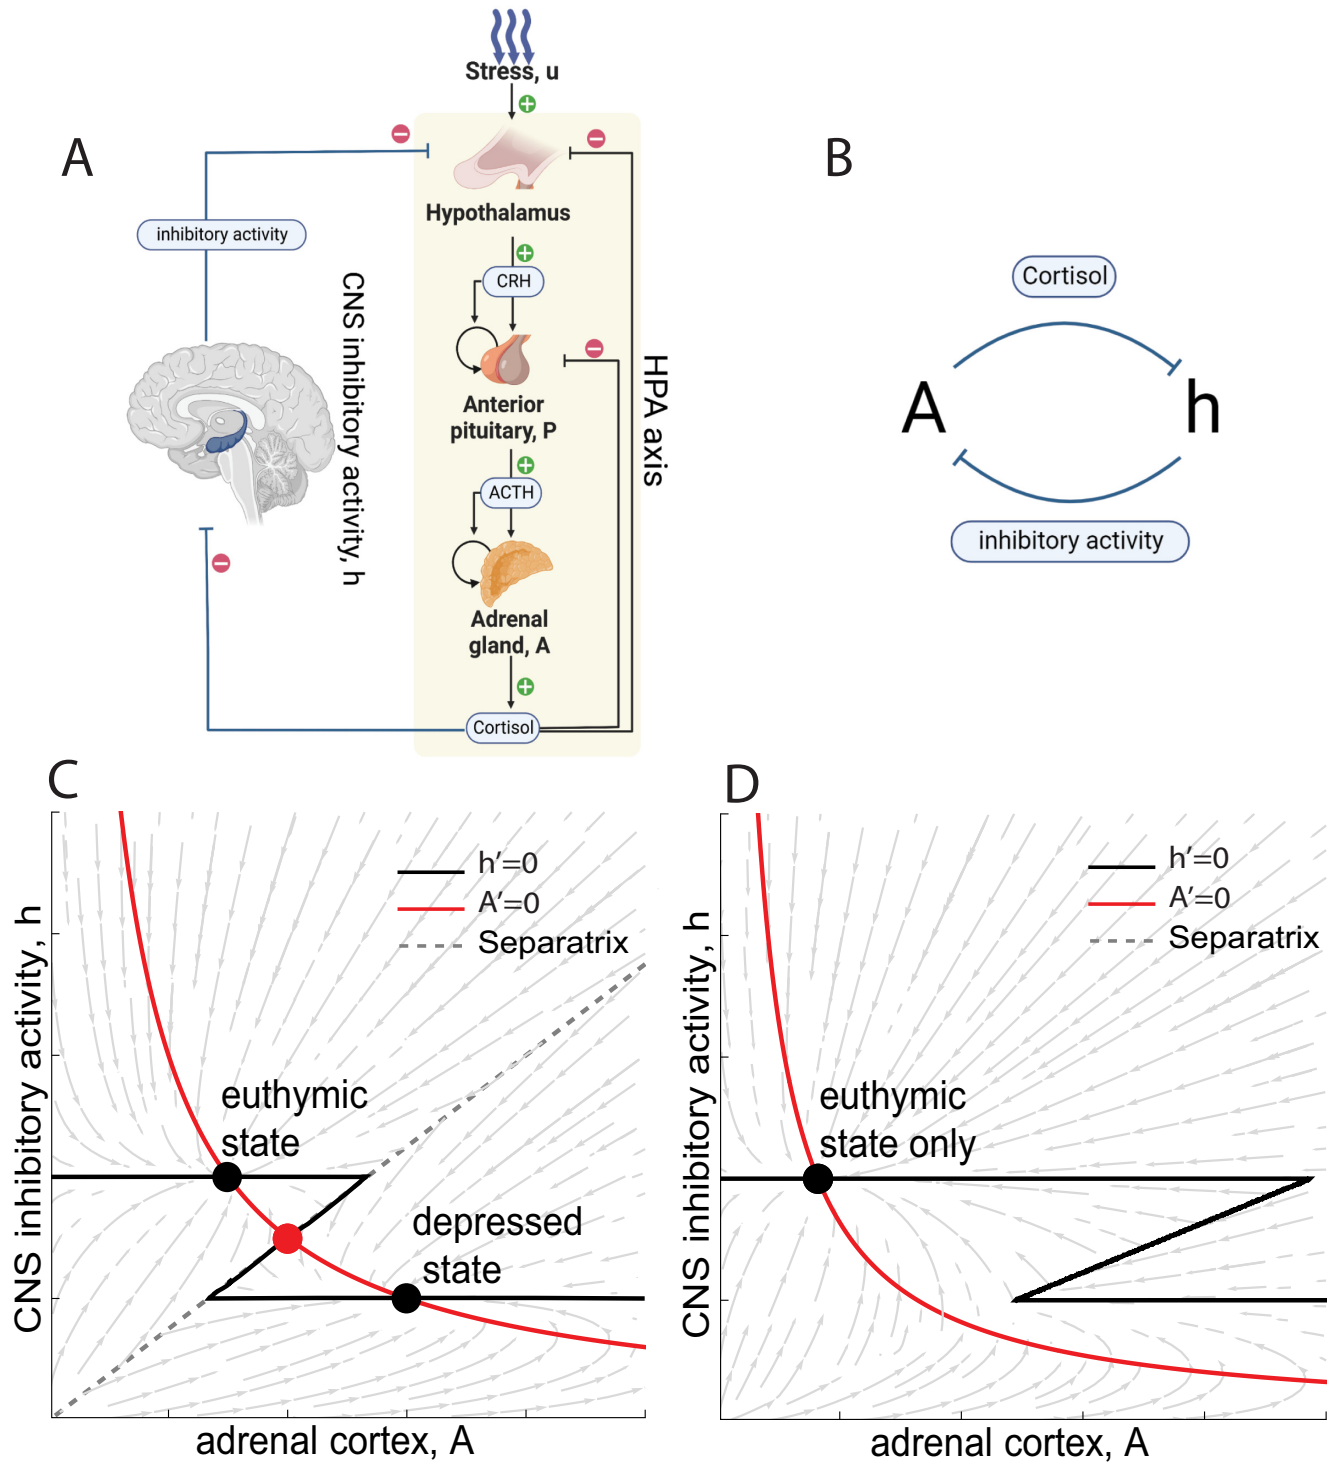 A
Stress, u
+
−
−
Hypothalamus
inhibitory activity
+
CRH
CNS inhibitory activity, h
−
HPA axis
Anterior
pituitary, P
+
ACTH
−
Adrenal
gland, A
+
Cortisol
B
Cortisol
A
h
inhibitory activity
C
h′=0
A′=0
Separatrix
euthymic
state
depressed
state
CNS inhibitory activity, h
adrenal cortex, A
D
h′=0
A′=0
Separatrix
euthymic
state only
CNS inhibitory activity, h
adrenal cortex, A